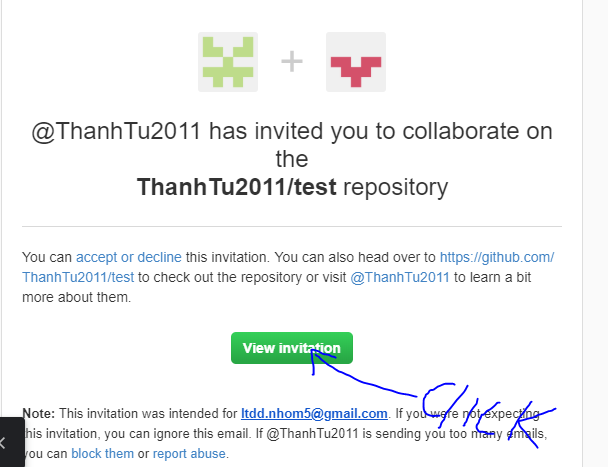 @ThanhTu2011 has invited you to collaborate on
the
ThanhTu2011/test repository
You can accept or decline this invitation. You can also head over to https://github.com/
ThanhTu2011/test to check out the repository or visit @ThanhTu2011 to learn a bit
more about them.
View invitation
CLICK
Note: This invitation was intended for ltdd.nhom5@gmail.com. If you were not expecting
this invitation, you can ignore this email. If @ThanhTu2011 is sending you too many emails,
you can block them or report abuse.